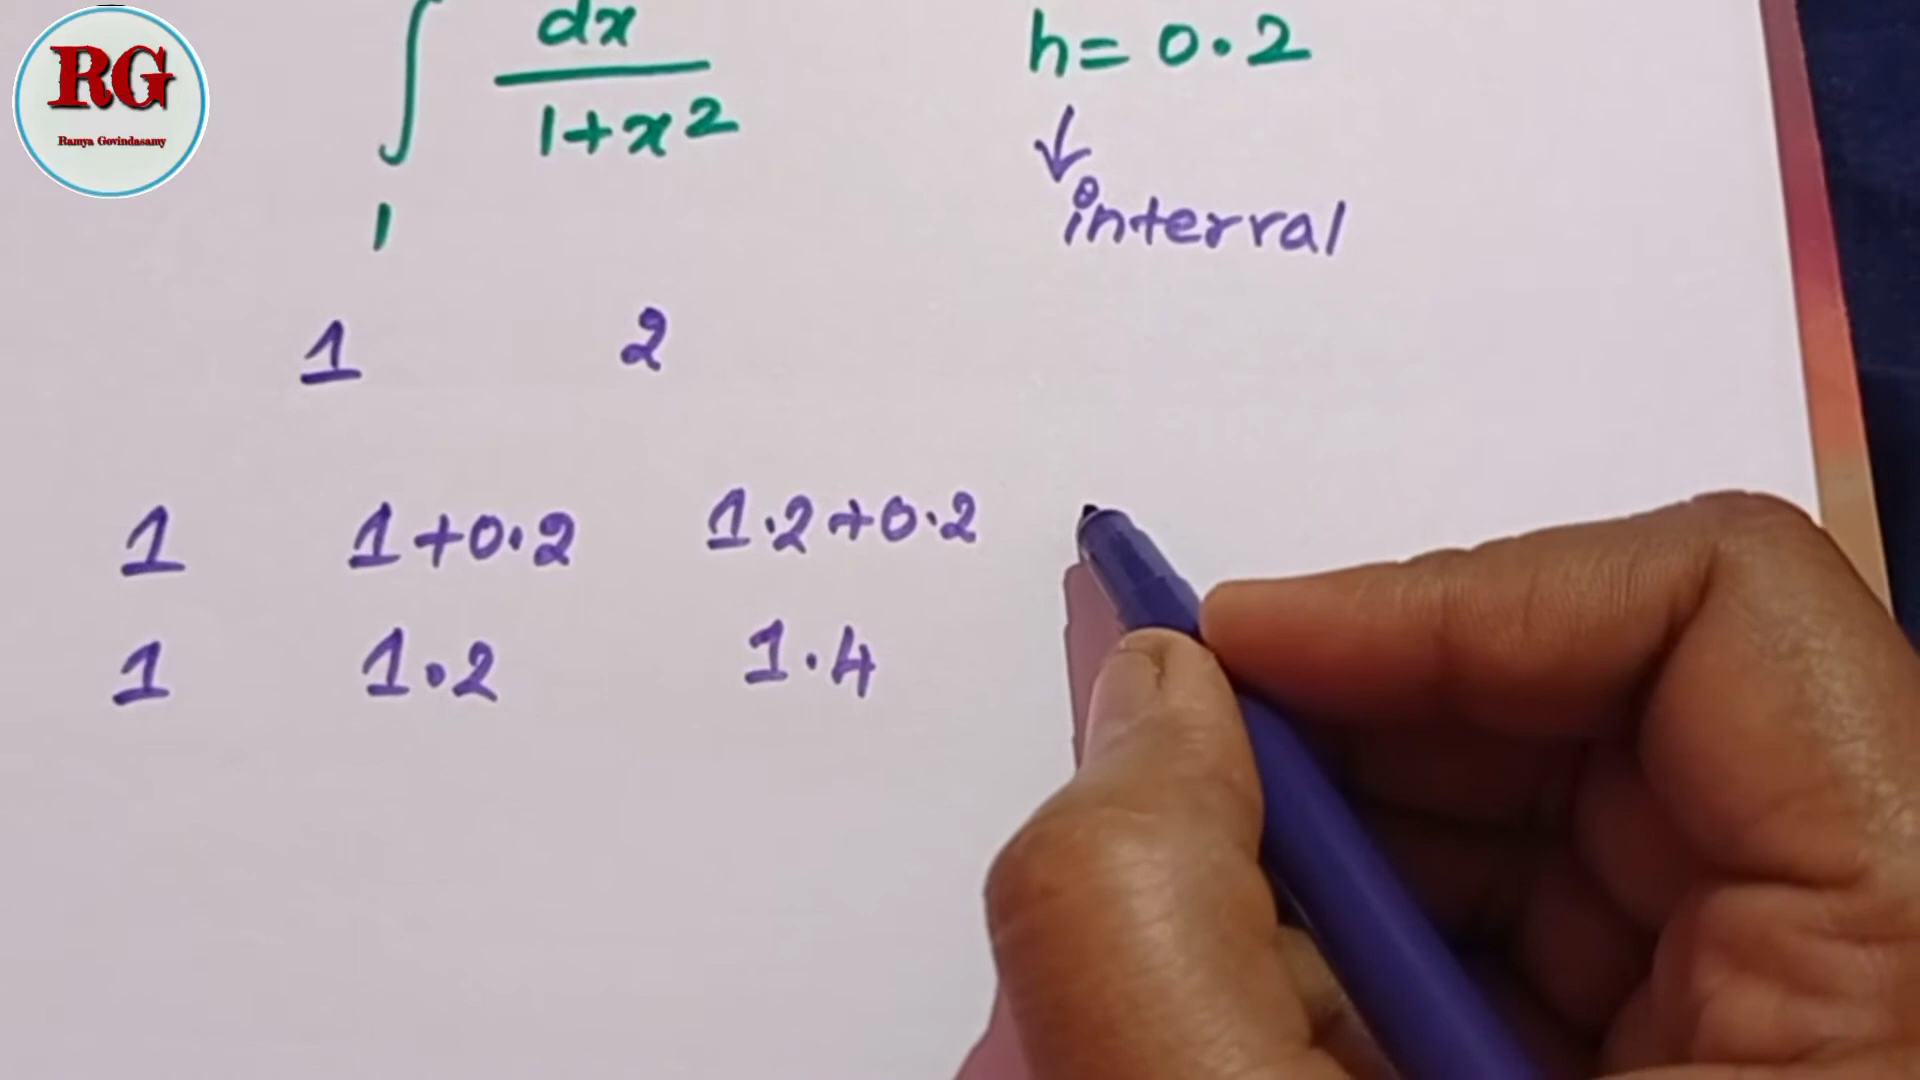 RG
Ramya Govindasamy
∫ dx
1+x²
1
h= 0.2
↓
interval
1 2
1 1+0.2 1.2+0.2
1 1.2 1.4